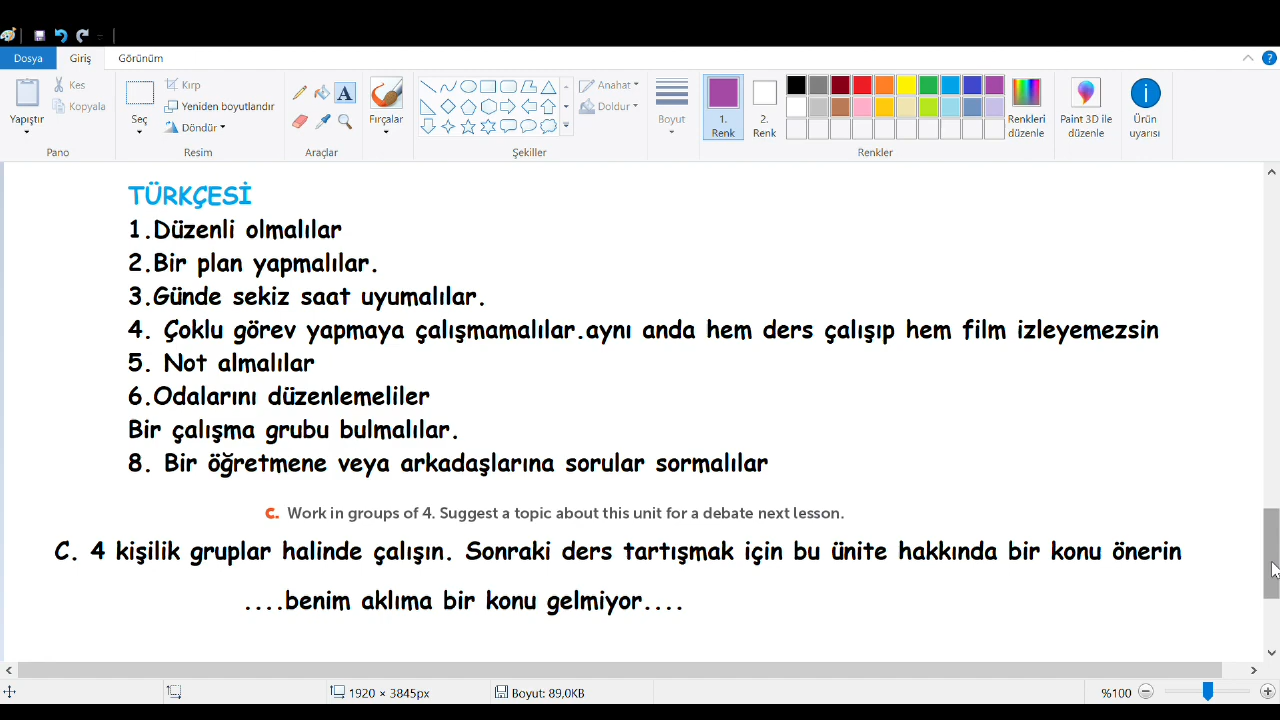 Dosya Giriş Görünüm
Yapıştır
Kes
Kopyala
Pano
Seç
Kırp
Yeniden boyutlandır
Döndür
Resim
A
Araçlar
Fırçalar
Anahat
Doldur
Şekiller
Boyut
1. Renk
2. Renk
Renkleri düzenle
Renkler
Paint 3D ile düzenle
Ürün uyarısı
TÜRKÇESİ
1.Düzenli olmalılar
2.Bir plan yapmalılar.
3.Günde sekiz saat uyumalılar.
4. Çoklu görev yapmaya çalışmamalılar.aynı anda hem ders çalışıp hem film izleyemezsin
5. Not almalılar
6.Odalarını düzenlemeliler
Bir çalışma grubu bulmalılar.
8. Bir öğretmene veya arkadaşlarına sorular sormalılar
C. Work in groups of 4. Suggest a topic about this unit for a debate next lesson.
C. 4 kişilik gruplar halinde çalışın. Sonraki ders tartışmak için bu ünite hakkında bir konu önerin
....benim aklıma bir konu gelmiyor....
1920 × 3845px Boyut: 89,0KB %100